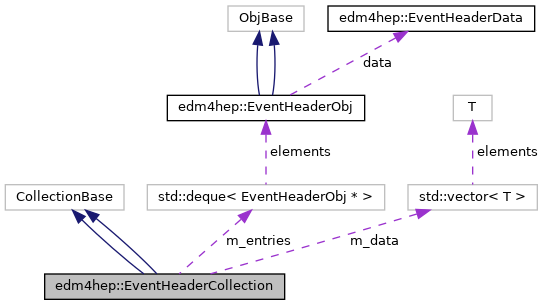 ObjBase
edm4hep::EventHeaderData
data
edm4hep::EventHeaderObj
T
elements
elements
CollectionBase
std::deque< EventHeaderObj * >
std::vector< T >
m_entries
m_data
edm4hep::EventHeaderCollection